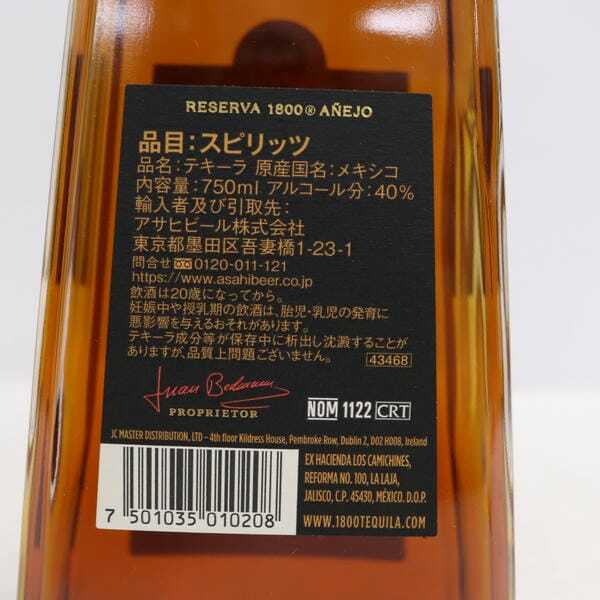 RESERVA 1800® AÑEJO
品目：スピリッツ
品名：テキーラ 原産国名：メキシコ
内容量：750ml アルコール分：40%
輸入者及び引取先：
アサヒビール株式会社
東京都墨田区吾妻橋1-23-1
問合せ 0120-011-121
https://www.asahibeer.co.jp
飲酒は20歳になってから。
妊娠中や授乳期の飲酒は、胎児・乳児の発育に
悪影響を与えるおそれがあります。
テキーラ成分等が保存中に析出し沈澱することが
ありますが、品質上問題ございません。
43468
PROPRIETOR
NOM 1122 CRT
JC MASTER DISTRIBUTION, LTD – 4th floor Kildress House, Pembroke Row, Dublin 2, D02 H008, Ireland
EX HACIENDA LOS CAMICHINES,
REFORMA NO. 100, LA LAJA,
JALISCO, C.P. 45430, MÉXICO. D.O.P.
WWW.1800TEQUILA.COM
7 501035 010208